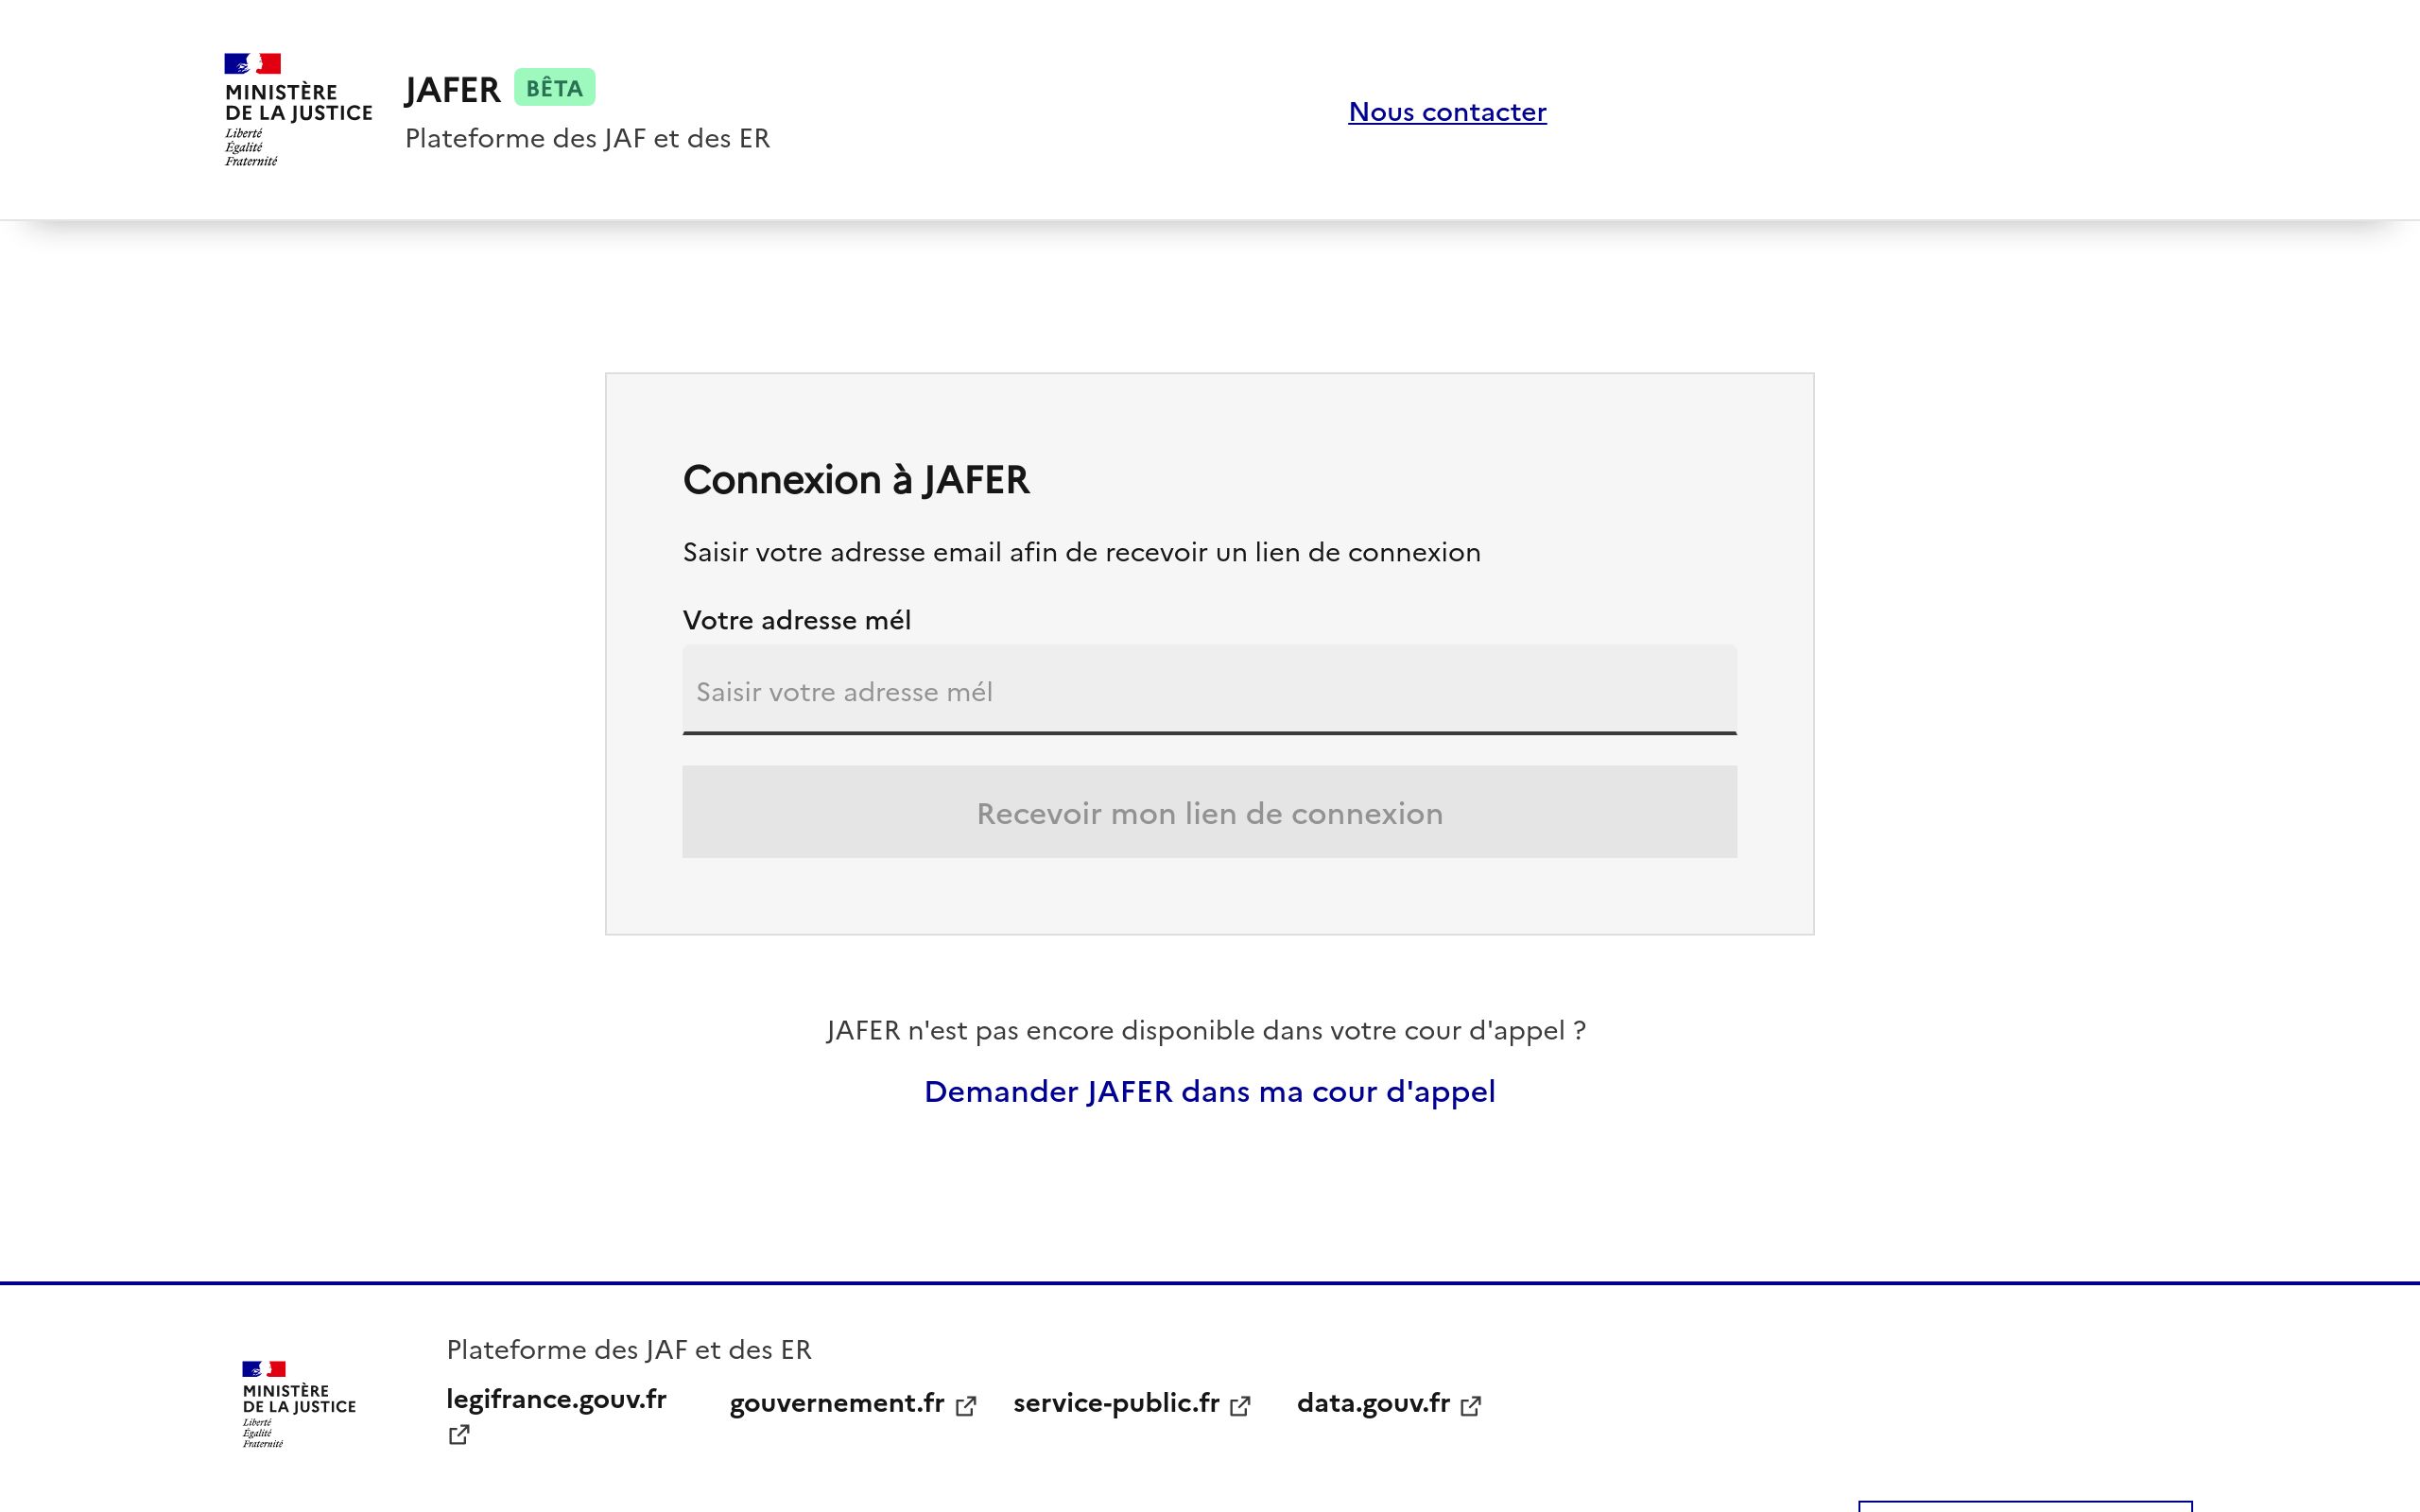 MINISTÈRE
DE LA JUSTICE
Liberté
Égalité
Fraternité
JAFER BÊTA
Plateforme des JAF et des ER
Nous contacter
Connexion à JAFER
Saisir votre adresse email afin de recevoir un lien de connexion
Votre adresse mél
Saisir votre adresse mél
Recevoir mon lien de connexion
JAFER n'est pas encore disponible dans votre cour d'appel ?
Demander JAFER dans ma cour d'appel
MINISTÈRE
DE LA JUSTICE
Liberté
Égalité
Fraternité
Plateforme des JAF et des ER
legifrance.gouv.fr gouvernement.fr service-public.fr data.gouv.fr